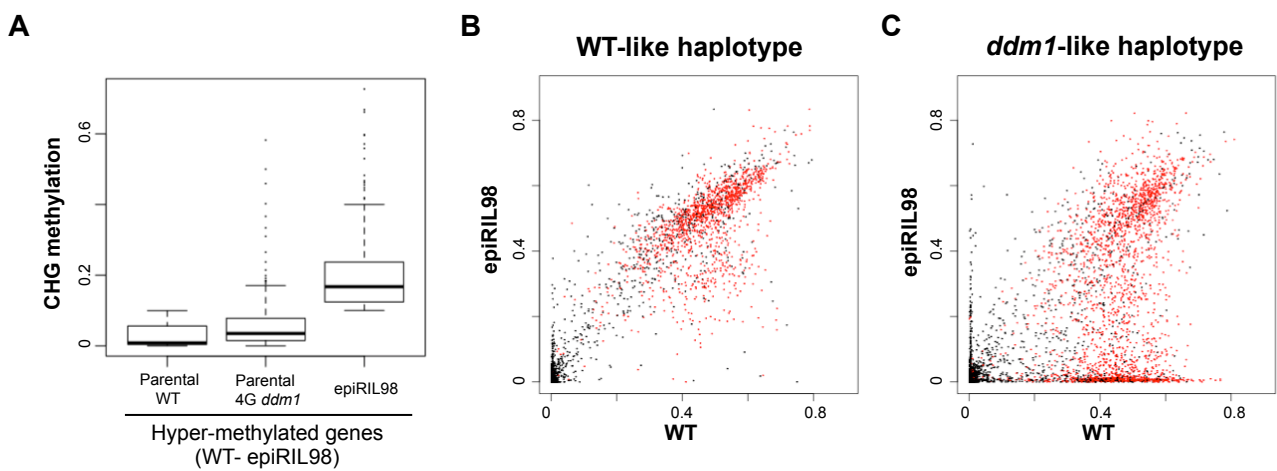 A
CHG methylation
0.6
0.2
0
Parental
WT
Parental
4G ddm1
epiRIL98
Hyper-methylated genes
(WT- epiRIL98)
B
WT-like haplotype
epiRIL98
0.8
0.4
0
0
0.4
0.8
WT
C
ddm1-like haplotype
epiRIL98
0.8
0.4
0
0
0.4
0.8
WT